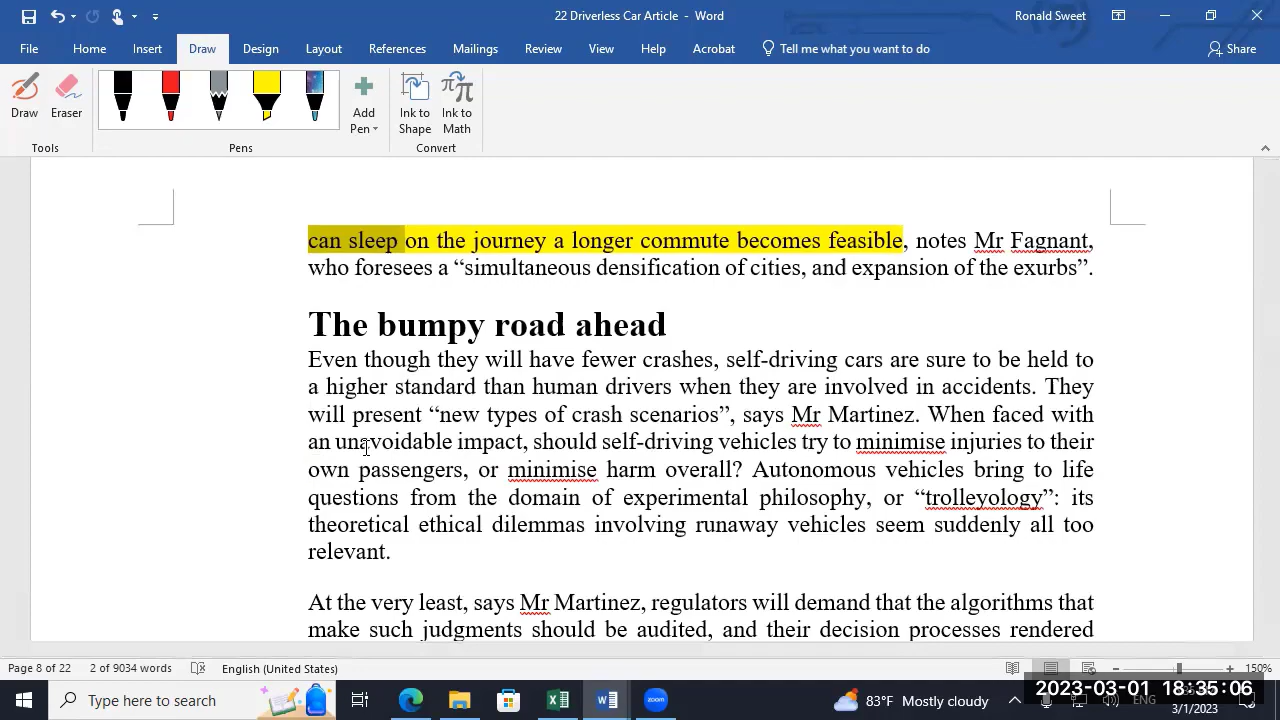 22 Driverless Car Article - Word
Ronald Sweet
File Home Insert Draw Design Layout References Mailings Review View Help Acrobat Tell me what you want to do Share
Draw Eraser Add Pen Ink to Shape Ink to Math
Tools Pens Convert
can sleep on the journey a longer commute becomes feasible, notes Mr Fagnant,
who foresees a “simultaneous densification of cities, and expansion of the exurbs”.
The bumpy road ahead
Even though they will have fewer crashes, self-driving cars are sure to be held to
a higher standard than human drivers when they are involved in accidents. They
will present “new types of crash scenarios”, says Mr Martinez. When faced with
an unavoidable impact, should self-driving vehicles try to minimise injuries to their
own passengers, or minimise harm overall? Autonomous vehicles bring to life
questions from the domain of experimental philosophy, or “trolleyology”: its
theoretical ethical dilemmas involving runaway vehicles seem suddenly all too
relevant.
At the very least, says Mr Martinez, regulators will demand that the algorithms that
make such judgments should be audited, and their decision processes rendered
Page 8 of 22 2 of 9034 words English (United States) 150%
Type here to search zoom 83°F Mostly cloudy ENG
2023-03-01 18:35:06
3/1/2023